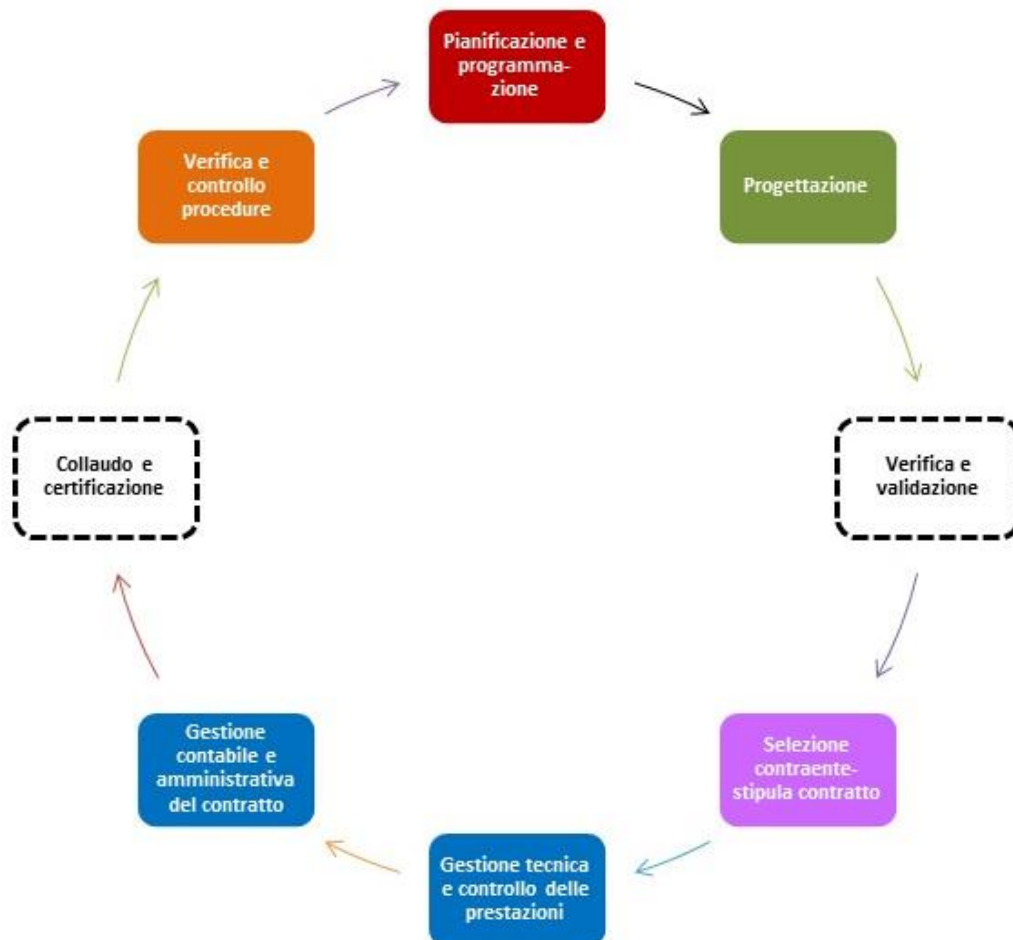 Pianificazione e
programma-
zione
Progettazione
Verifica e
validazione
Selezione
contraente-
stipula contratto
Gestione tecnica
e controllo delle
prestazioni
Gestione
contabile e
amministrativa
del contratto
Collaudo e
certificazione
Verifica e
controllo
procedure